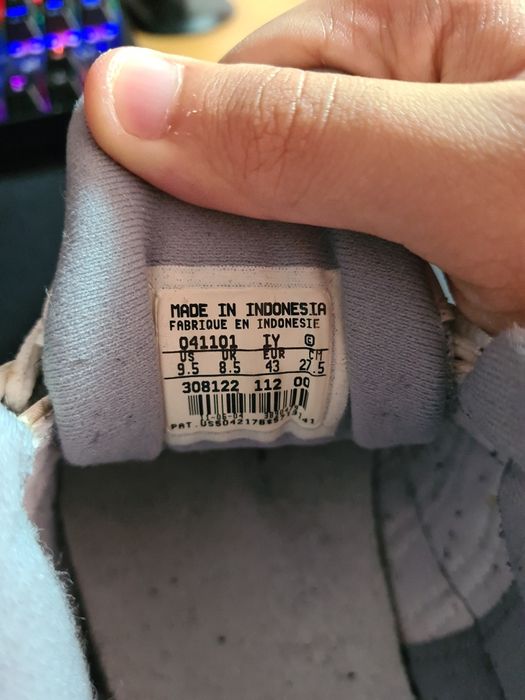 MADE IN INDONESIA
FABRIQUE EN INDONESIE
041101 IY
US UK EUR CM
9.5 8.5 43 27.5
308122 112 00
PAT.